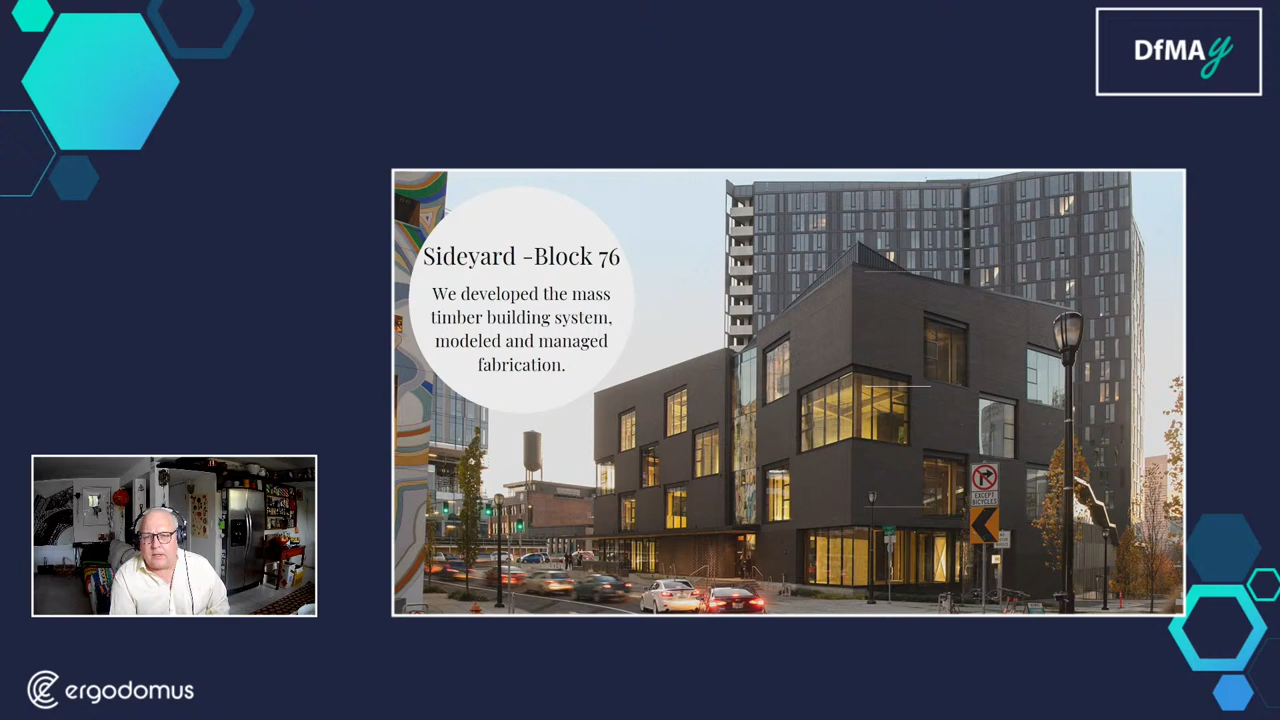 DfMAy
Sideyard -Block 76
We developed the mass
timber building system,
modeled and managed
fabrication.
EXCEPT
BICYCLES
ergodomus